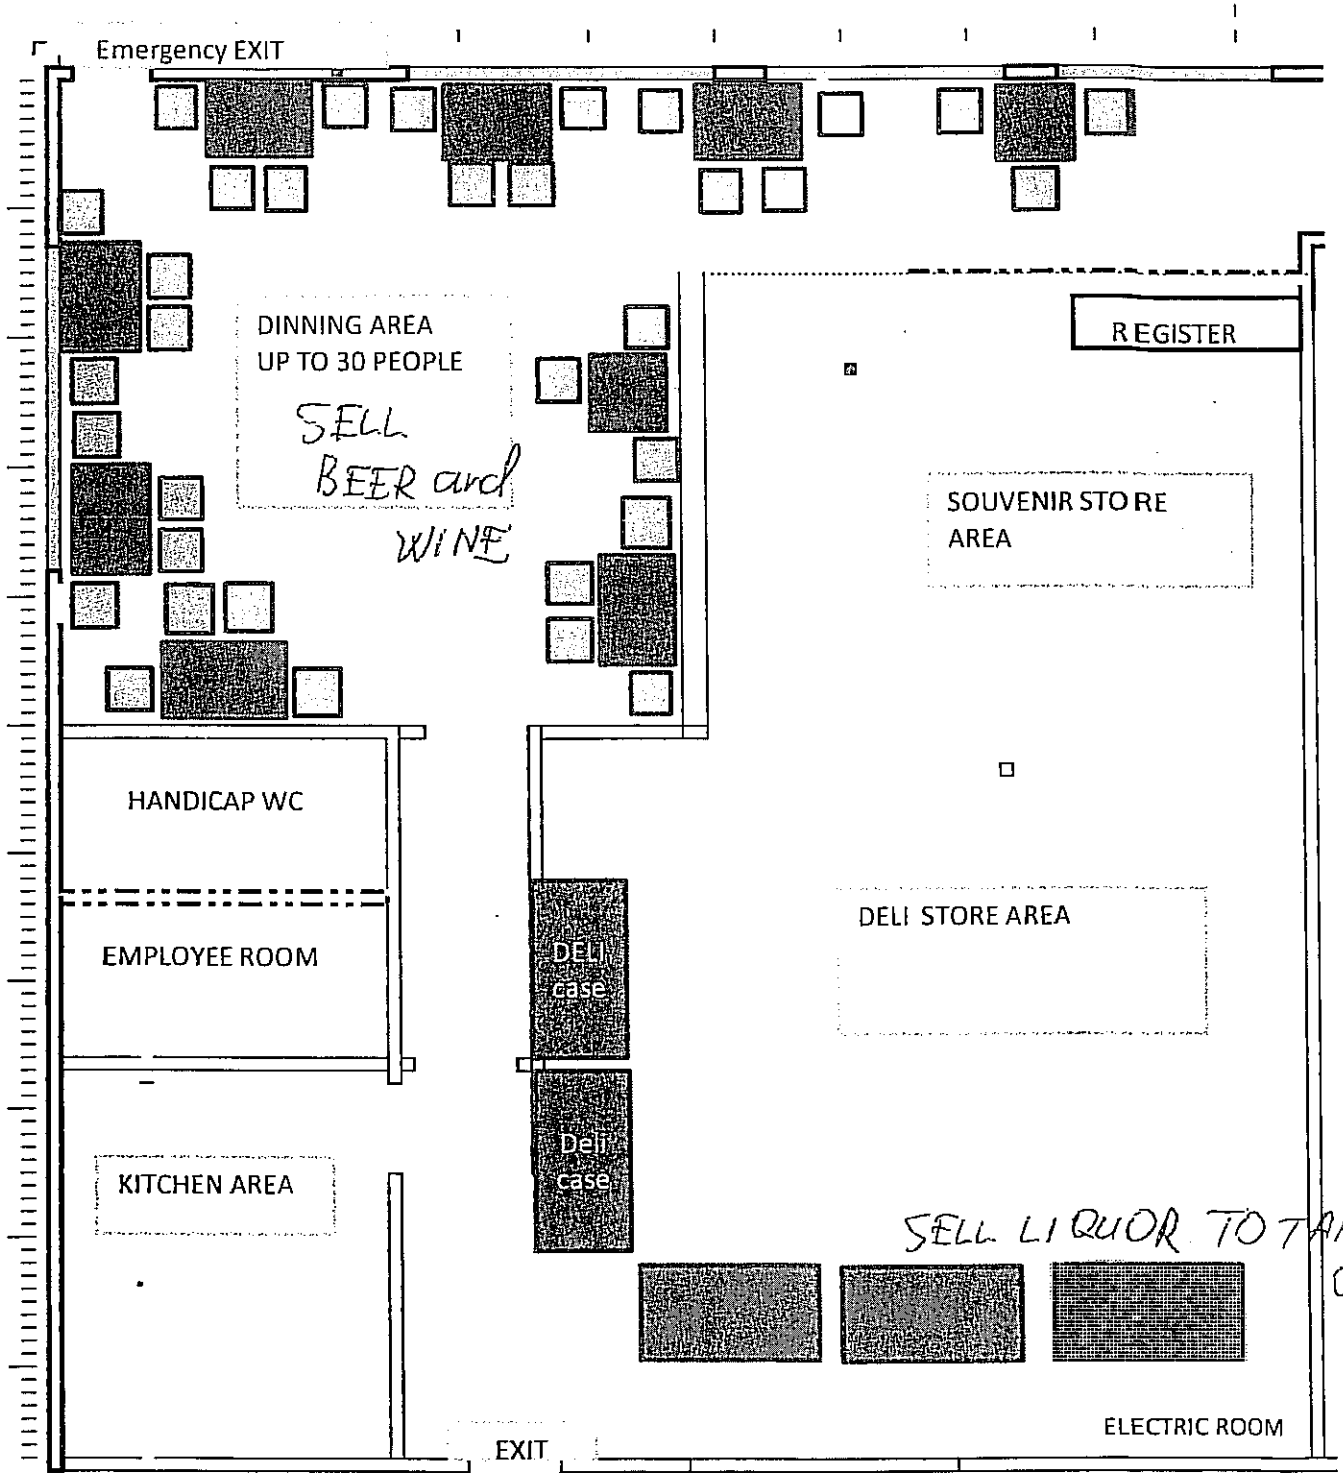 Emergency EXIT
REGISTER
DINNING AREA
UP TO 30 PEOPLE
SELL
BEER and
WINE
SOUVENIR STORE
AREA
HANDICAP WC
EMPLOYEE ROOM
DELI
case
DELI STORE AREA
Deli
case
KITCHEN AREA
SELL LIQUOR TO
ELECTRIC ROOM
EXIT